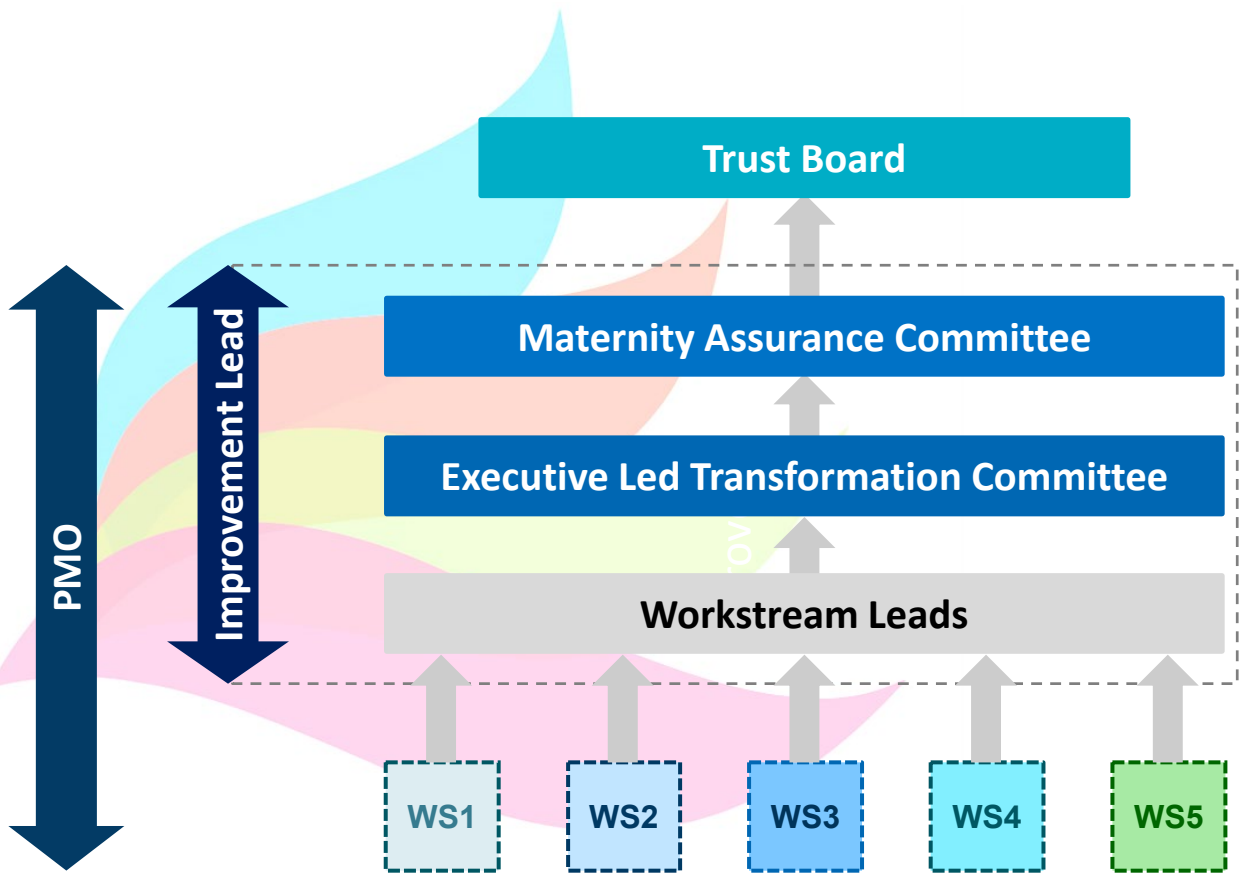 Trust Board
Maternity Assurance Committee
Executive Led Transformation Committee
Workstream Leads
PMO
Improvement Lead
WS1
WS2
WS3
WS4
WS5